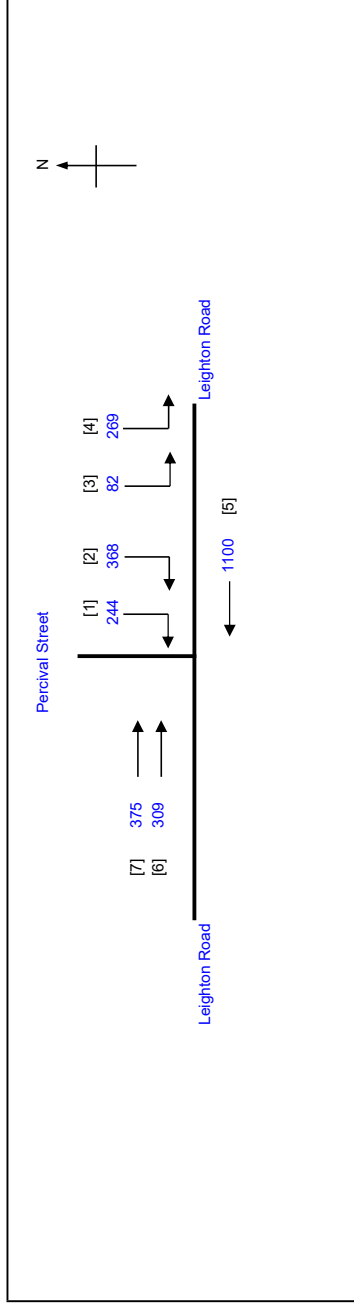 N
Percival Street
[1] [2] [3] [4]
244 368 82 269
[7] 375
[6] 309
Leighton Road
Leighton Road
1100 [5]